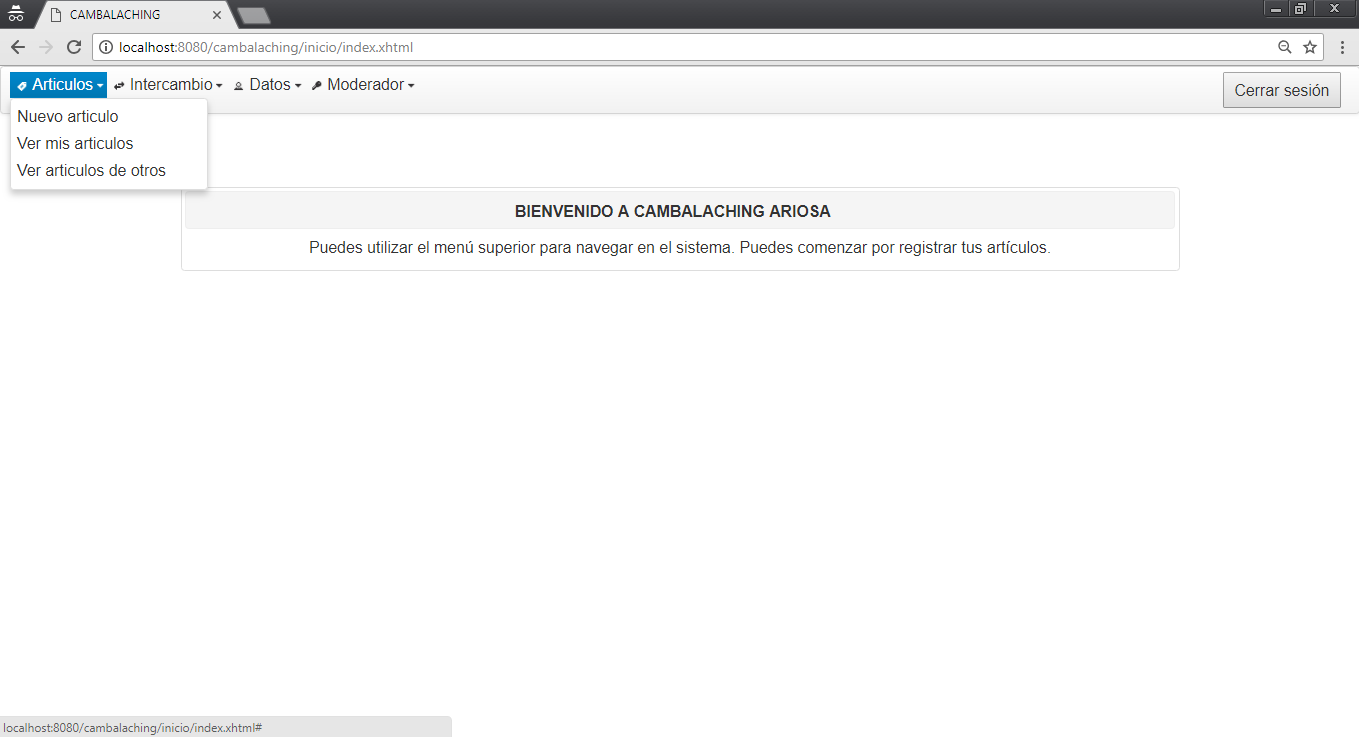 CAMBALACHING
localhost:8080/cambalaching/inicio/index.xhtml
Articulos Intercambio Datos Moderador Cerrar sesión
Nuevo articulo
Ver mis articulos
Ver articulos de otros
BIENVENIDO A CAMBALACHING ARIOSA
Puedes utilizar el menú superior para navegar en el sistema. Puedes comenzar por registrar tus artículos.
localhost:8080/cambalaching/inicio/index.xhtml#